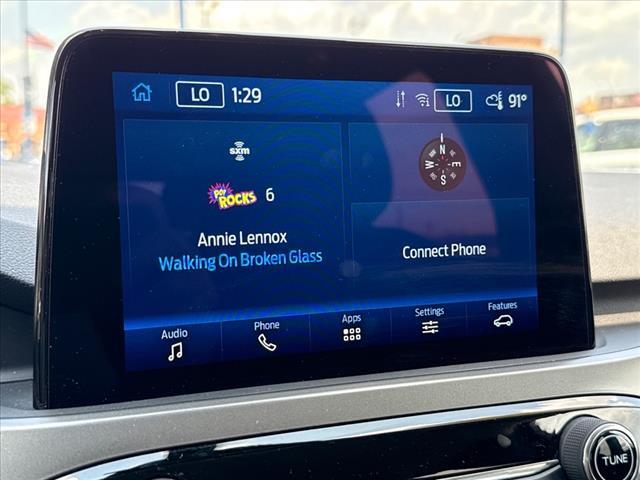 LO 1:29 LO 91°
sxm
POP ROCKS 6
Annie Lennox
Walking On Broken Glass
N
W E
S
Connect Phone
Audio Phone Apps Settings Features
TUNE